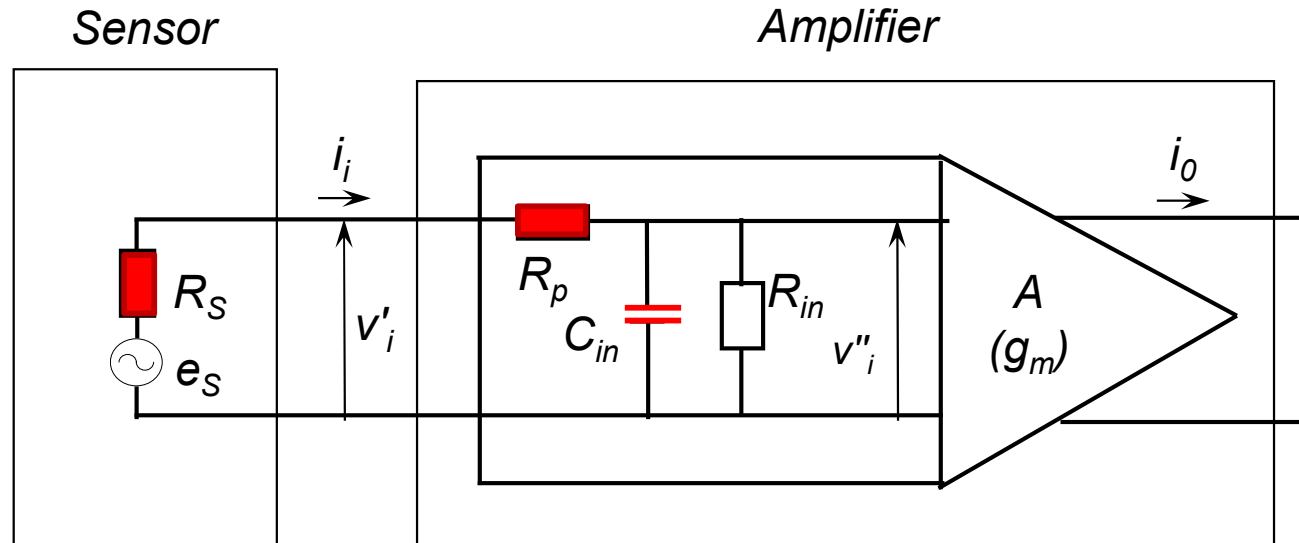 Sensor
Amplifier
i_i
i_0
R_S
e_S
v'_i
R_p
C_in
R_in
v"_i
A
(g_m)